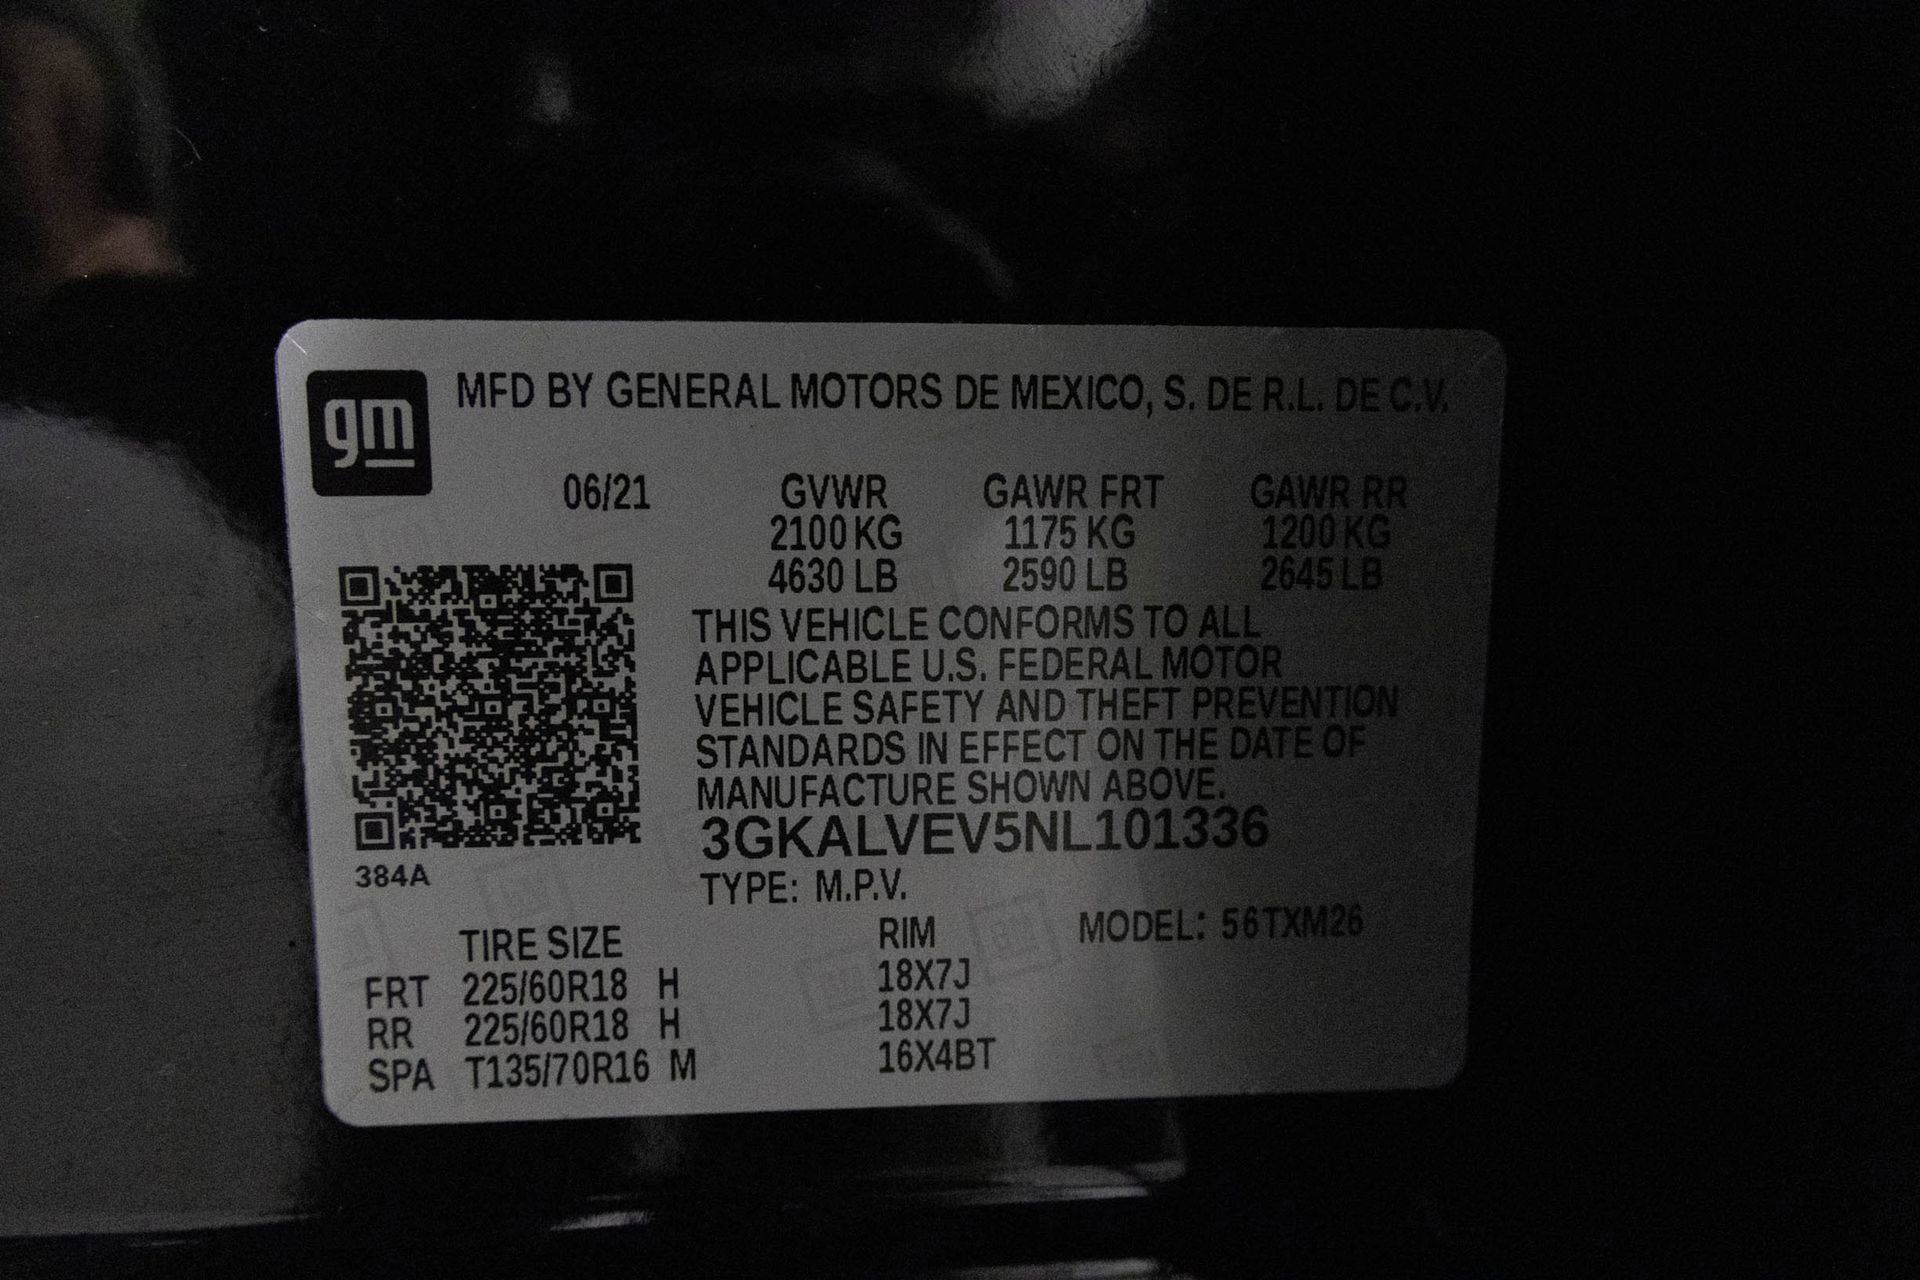 gm
MFD BY GENERAL MOTORS DE MEXICO, S. DE R.L. DE C.V.
06/21 GVWR GAWR FRT GAWR RR
2100 KG 1175 KG 1200 KG
4630 LB 2590 LB 2645 LB
THIS VEHICLE CONFORMS TO ALL
APPLICABLE U.S. FEDERAL MOTOR
VEHICLE SAFETY AND THEFT PREVENTION
STANDARDS IN EFFECT ON THE DATE OF
MANUFACTURE SHOWN ABOVE.
3GKALVEV5NL101336
384A
TYPE: M.P.V.
TIRE SIZE RIM MODEL: 56TXM26
FRT 225/60R18 H 18X7J
RR 225/60R18 H 18X7J
SPA T135/70R16 M 16X4BT